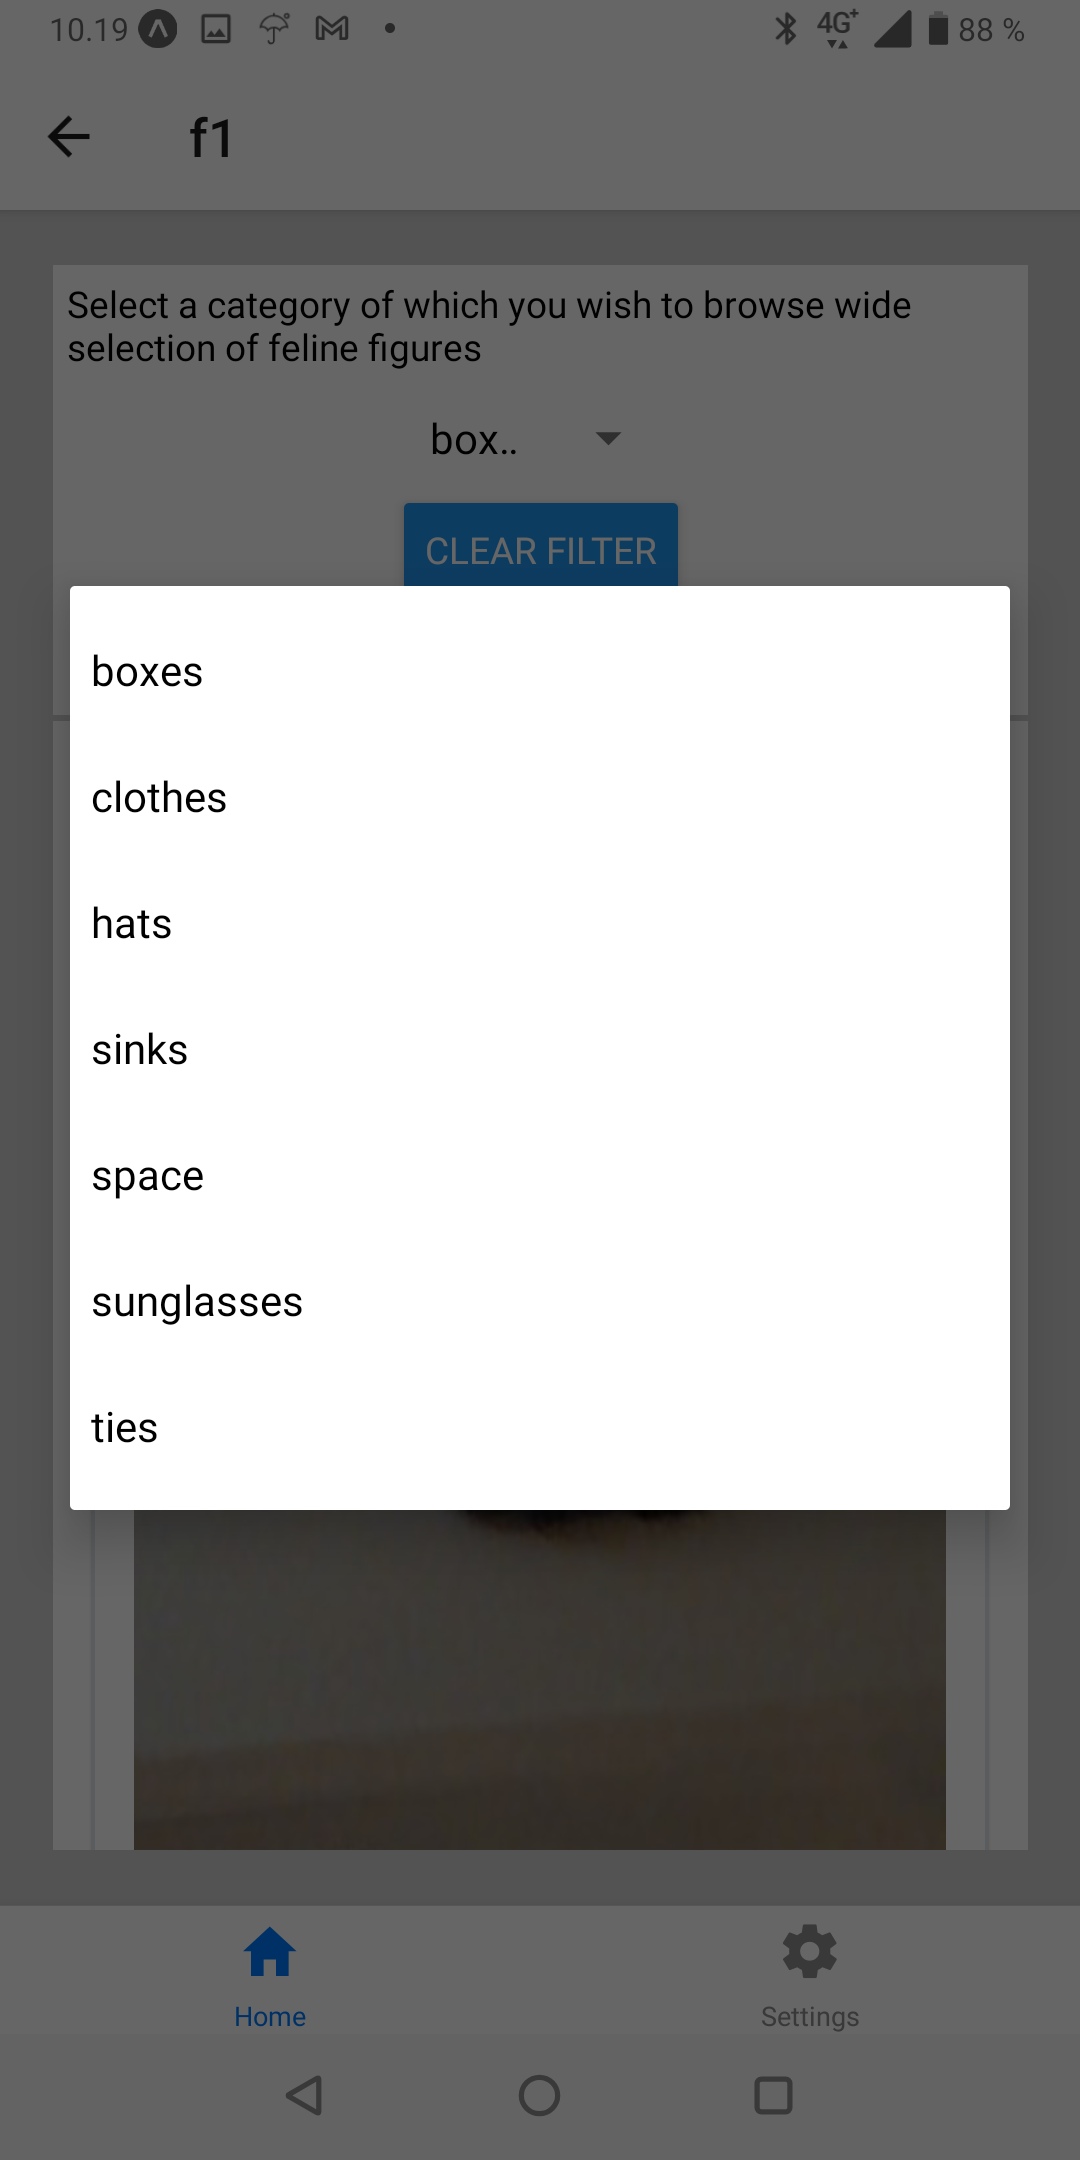 10.19
4G+
88 %
f1
Select a category of which you wish to browse wide
selection of feline figures
box..
CLEAR FILTER
boxes
clothes
hats
sinks
space
sunglasses
ties
Home
Settings